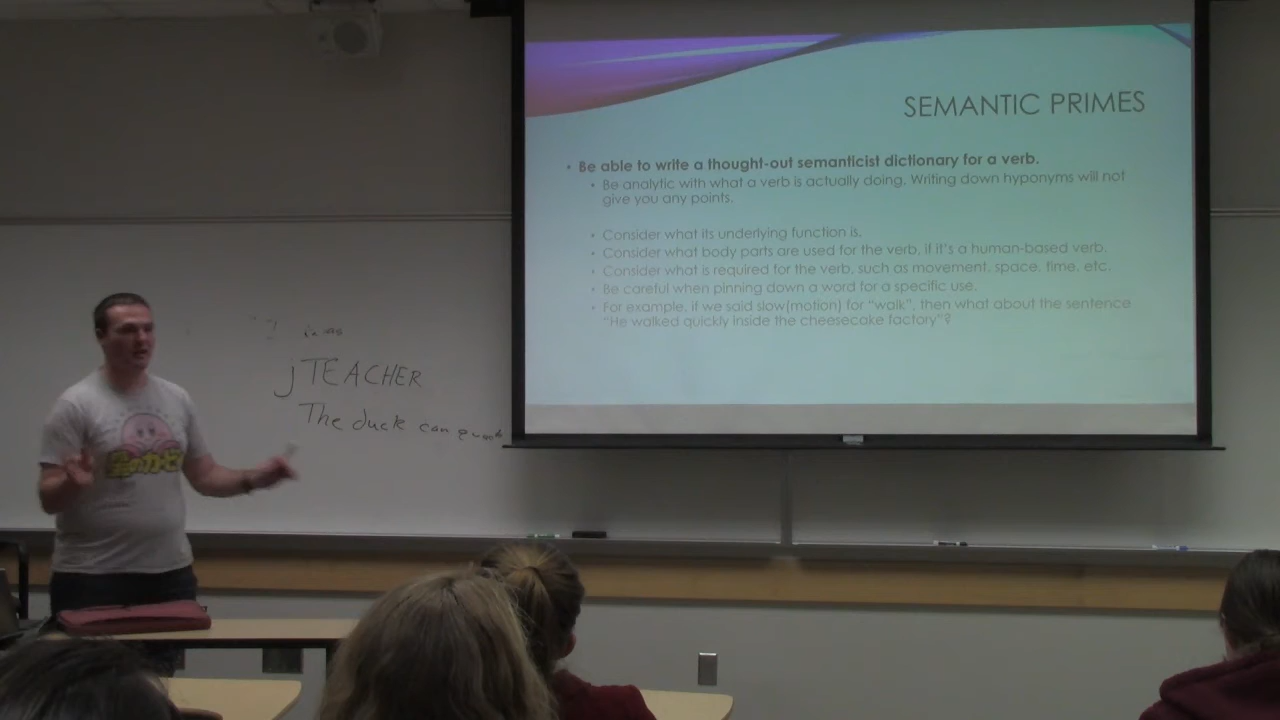 SEMANTIC PRIMES
• Be able to write a thought-out semanticist dictionary for a verb.
• Be analytic with what a verb is actually doing. Writing down hyponyms will not
give you any points.
• Consider what its underlying function is.
• Consider what body parts are used for the verb, if it's a human-based verb.
• Consider what is required for the verb, such as movement, space, time, etc.
• Be careful when pinning down a word for a specific use.
• For example, if we said slow(motion) for "walk", then what about the sentence
"He walked quickly inside the cheesecake factory"?
jTEACHER
The duck can